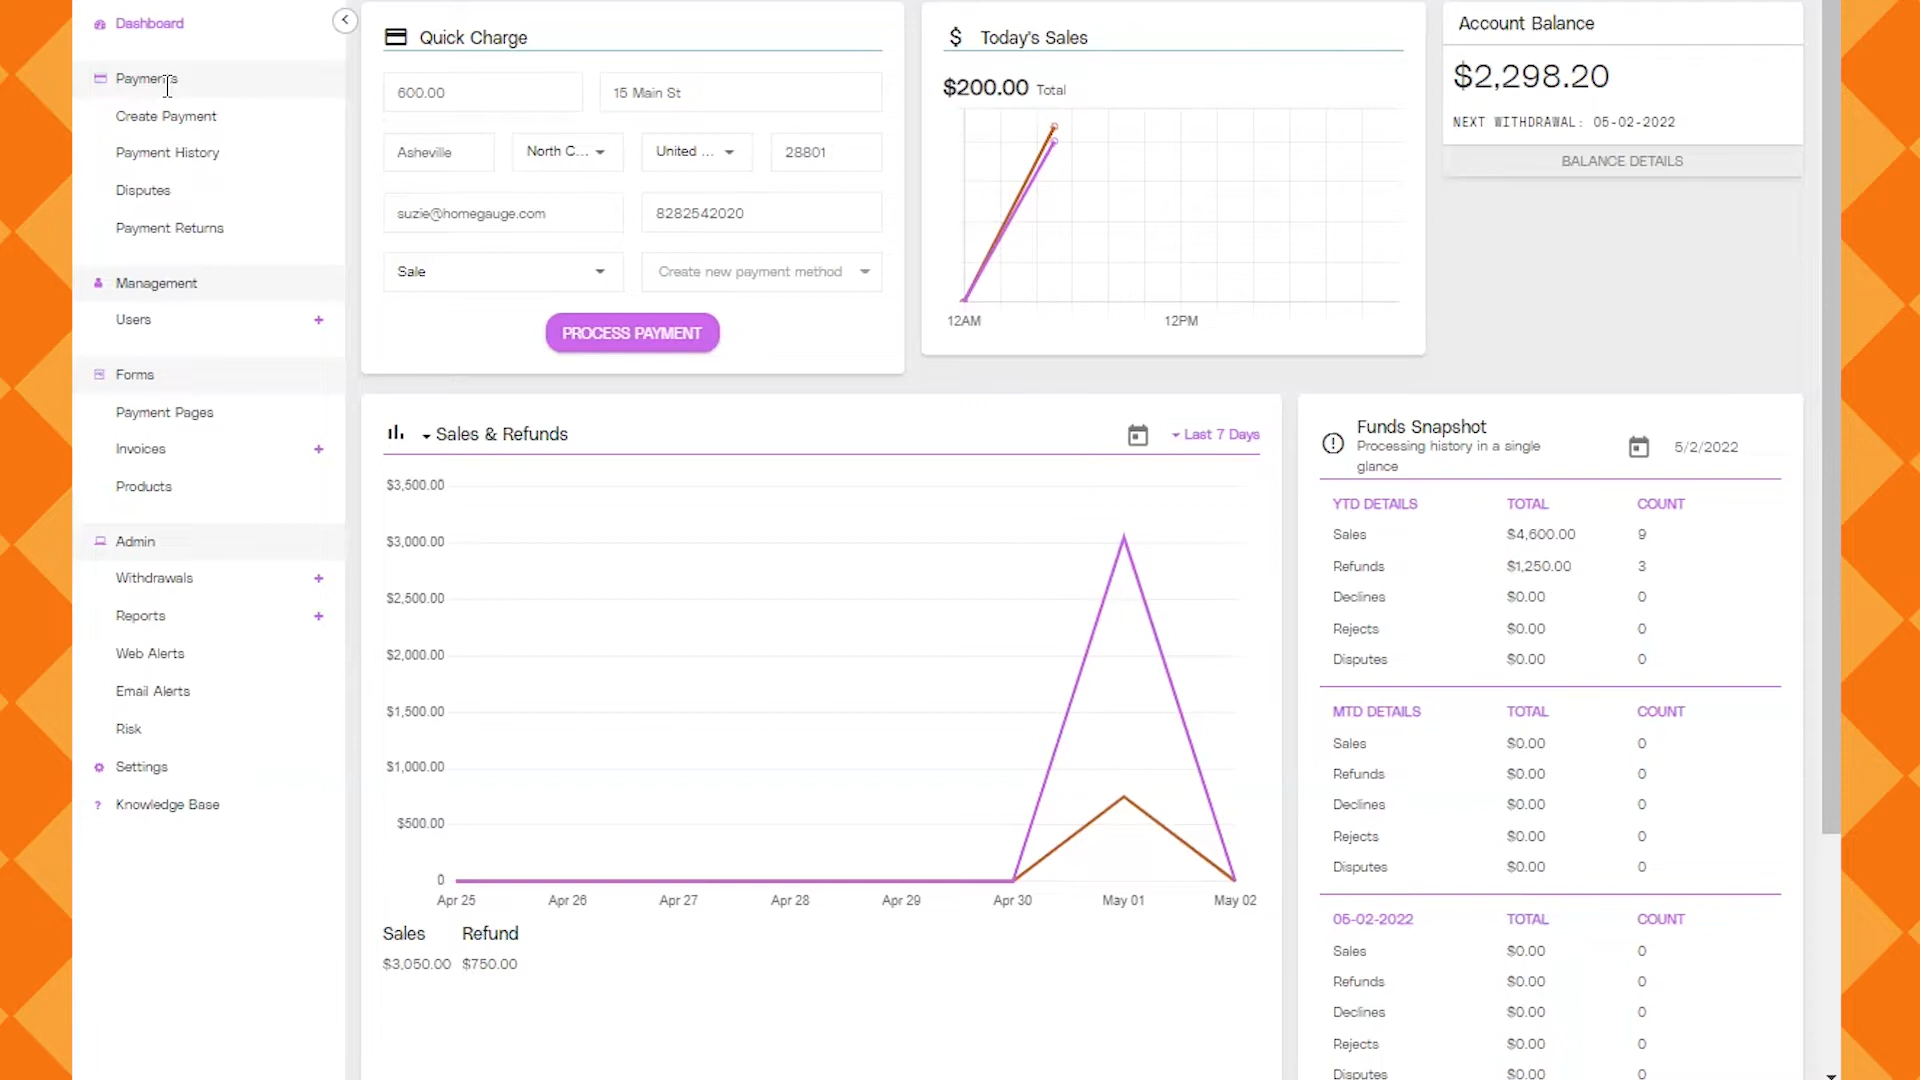 Dashboard
Payments
Create Payment
Payment History
Disputes
Payment Returns
Management
Users +
Forms
Payment Pages
Invoices +
Products
Admin
Withdrawals +
Reports +
Web Alerts
Email Alerts
Risk
Settings
? Knowledge Base
Quick Charge
600.00 15 Main St
Asheville North C... United ... 28801
suzie@homegauge.com 8282542020
Sale Create new payment method
PROCESS PAYMENT
$ Today's Sales
$200.00 Total
12AM 12PM
Account Balance
$2,298.20
NEXT WITHDRAWAL: 05-02-2022
BALANCE DETAILS
Sales & Refunds Last 7 Days
$3,500.00
$3,000.00
$2,500.00
$2,000.00
$1,500.00
$1,000.00
$500.00
0
Apr 25 Apr 26 Apr 27 Apr 28 Apr 29 Apr 30 May 01 May 02
Sales Refund
$3,050.00 $750.00
Funds Snapshot
Processing history in a single
glance
5/2/2022
YTD DETAILS TOTAL COUNT
Sales $4,600.00 9
Refunds $1,250.00 3
Declines $0.00 0
Rejects $0.00 0
Disputes $0.00 0
MTD DETAILS TOTAL COUNT
Sales $0.00 0
Refunds $0.00 0
Declines $0.00 0
Rejects $0.00 0
Disputes $0.00 0
05-02-2022 TOTAL COUNT
Sales $0.00 0
Refunds $0.00 0
Declines $0.00 0
Rejects $0.00 0
Disputes $0.00 0